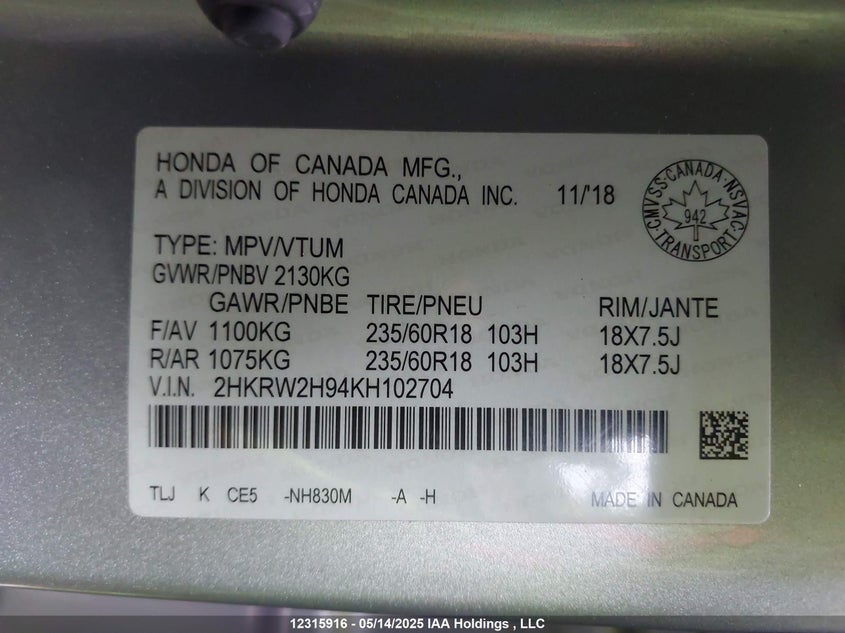 HONDA OF CANADA MFG.,
A DIVISION OF HONDA CANADA INC. 11/'18
CMVSS·CANADA·NSVAC·TRANSPORT·
942
TYPE: MPV/VTUM
GVWR/PNBV 2130KG
GAWR/PNBE TIRE/PNEU RIM/JANTE
F/AV 1100KG 235/60R18 103H 18X7.5J
R/AR 1075KG 235/60R18 103H 18X7.5J
V.I.N. 2HKRW2H94KH102704
TLJ K CE5 -NH830M -A -H MADE IN CANADA
12315916 - 05/14/2025 IAA Holdings , LLC